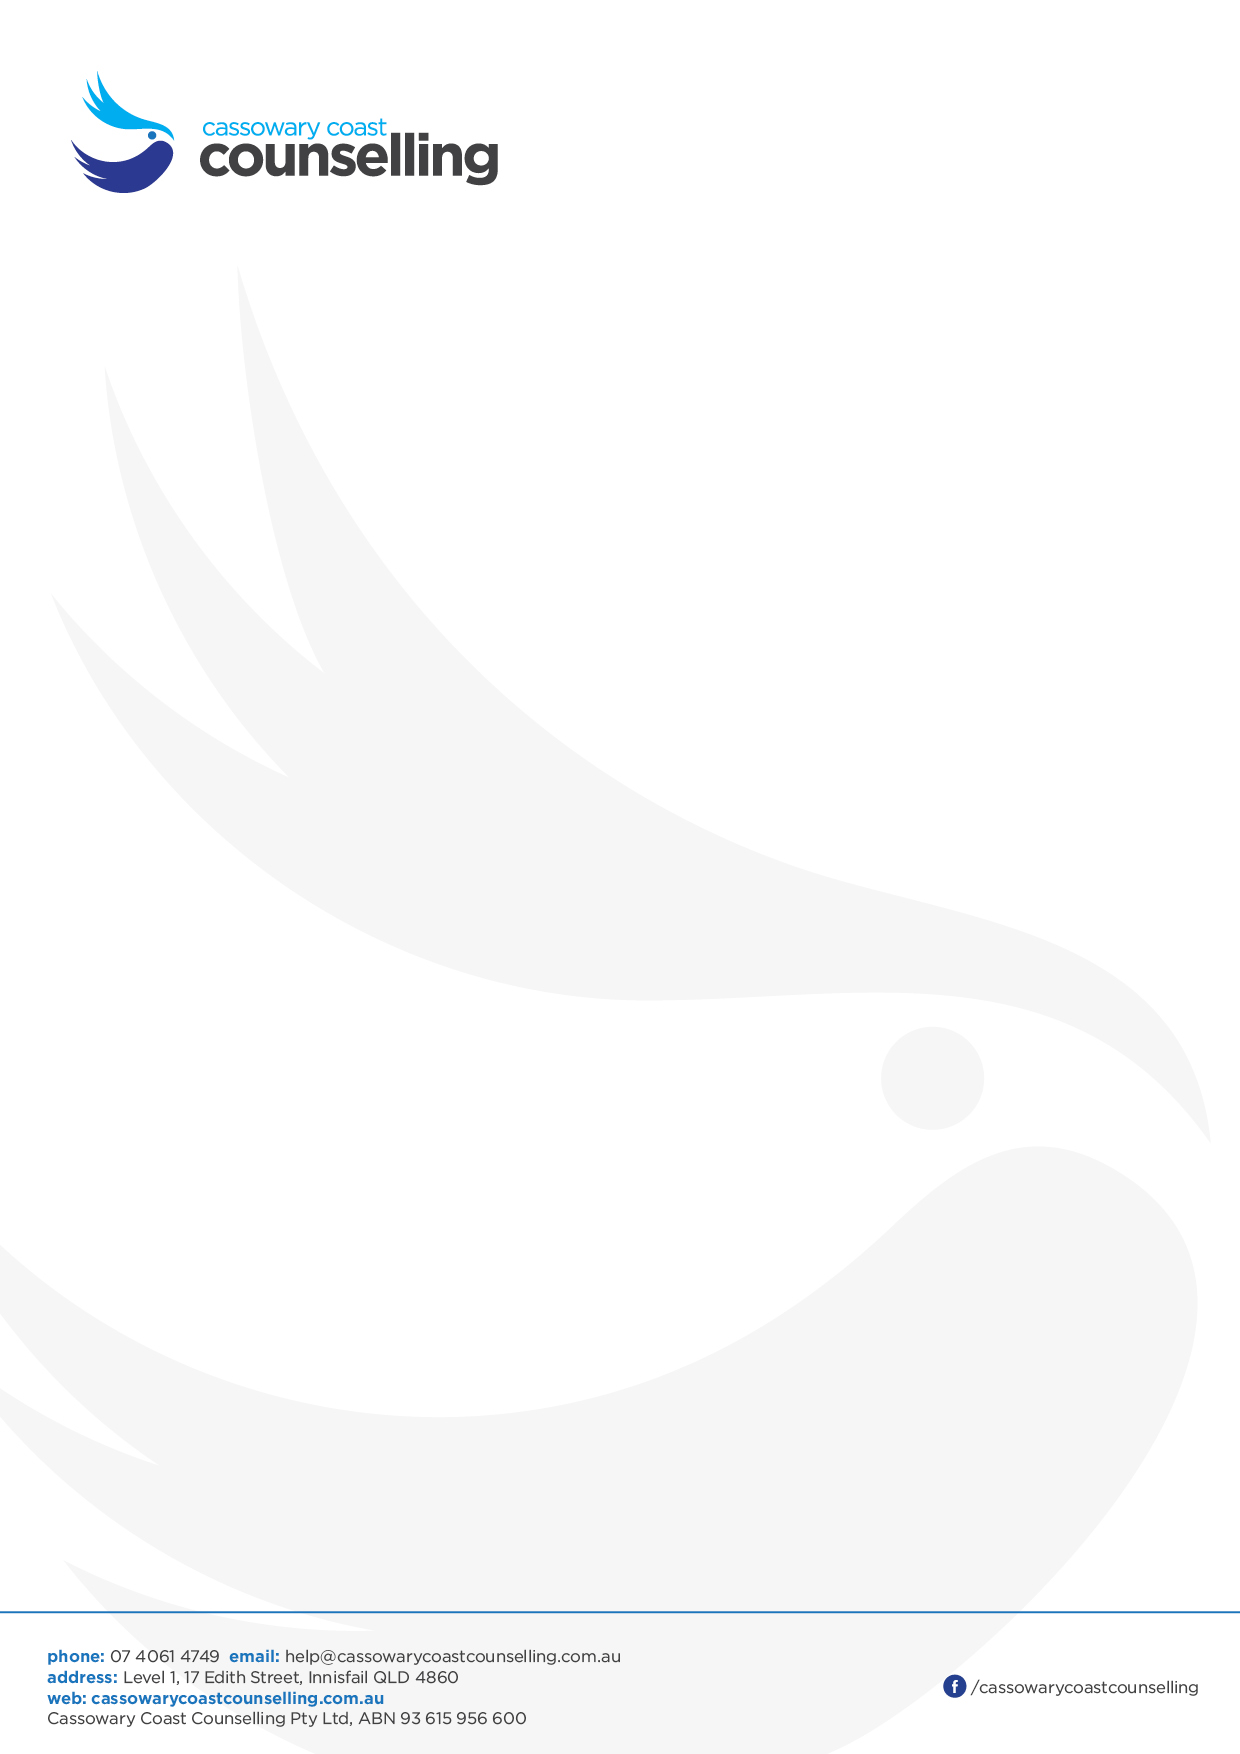 cassowary coast
counselling
phone: 07 4061 4749 email: help@cassowarycoastcounselling.com.au
address: Level 1, 17 Edith Street, Innisfail QLD 4860
web: cassowarycoastcounselling.com.au
Cassowary Coast Counselling Pty Ltd, ABN 93 615 956 600
f /cassowarycoastcounselling